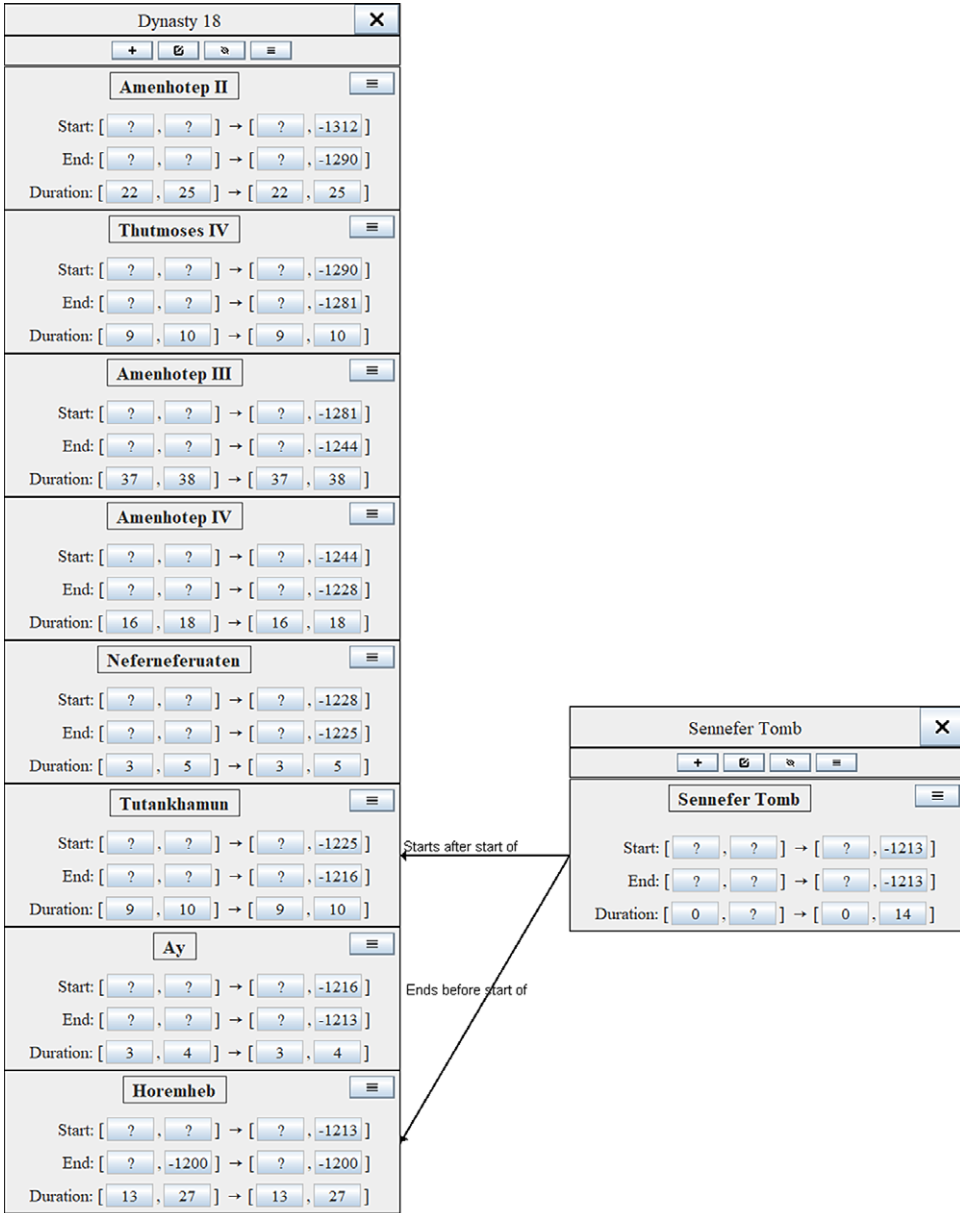 Dynasty 18
Amenhotep II
Start: [ ? , ? ] → [ ? , -1312 ]
End: [ ? , ? ] → [ ? , -1290 ]
Duration: [ 22 , 25 ] → [ 22 , 25 ]
Thutmoses IV
Start: [ ? , ? ] → [ ? , -1290 ]
End: [ ? , ? ] → [ ? , -1281 ]
Duration: [ 9 , 10 ] → [ 9 , 10 ]
Amenhotep III
Start: [ ? , ? ] → [ ? , -1281 ]
End: [ ? , ? ] → [ ? , -1244 ]
Duration: [ 37 , 38 ] → [ 37 , 38 ]
Amenhotep IV
Start: [ ? , ? ] → [ ? , -1244 ]
End: [ ? , ? ] → [ ? , -1228 ]
Duration: [ 16 , 18 ] → [ 16 , 18 ]
Neferneferuaten
Start: [ ? , ? ] → [ ? , -1228 ]
End: [ ? , ? ] → [ ? , -1225 ]
Duration: [ 3 , 5 ] → [ 3 , 5 ]
Tutankhamun
Start: [ ? , ? ] → [ ? , -1225 ]
End: [ ? , ? ] → [ ? , -1216 ]
Duration: [ 9 , 10 ] → [ 9 , 10 ]
Ay
Start: [ ? , ? ] → [ ? , -1216 ]
End: [ ? , ? ] → [ ? , -1213 ]
Duration: [ 3 , 4 ] → [ 3 , 4 ]
Horemheb
Start: [ ? , ? ] → [ ? , -1213 ]
End: [ ? , -1200 ] → [ ? , -1200 ]
Duration: [ 13 , 27 ] → [ 13 , 27 ]
Starts after start of
Ends before start of
Sennefer Tomb
Sennefer Tomb
Start: [ ? , ? ] → [ ? , -1213 ]
End: [ ? , ? ] → [ ? , -1213 ]
Duration: [ 0 , ? ] → [ 0 , 14 ]